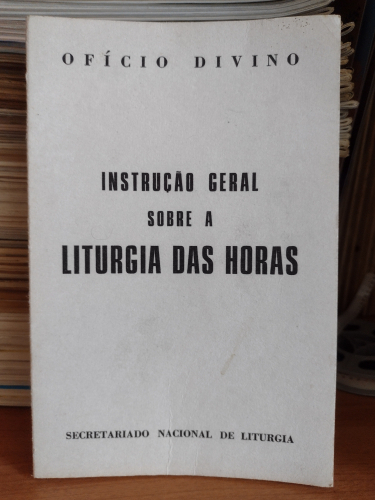 OFÍCIO DIVINO
INSTRUÇÃO GERAL
SOBRE A
LITURGIA DAS HORAS
SECRETARIADO NACIONAL DE LITURGIA